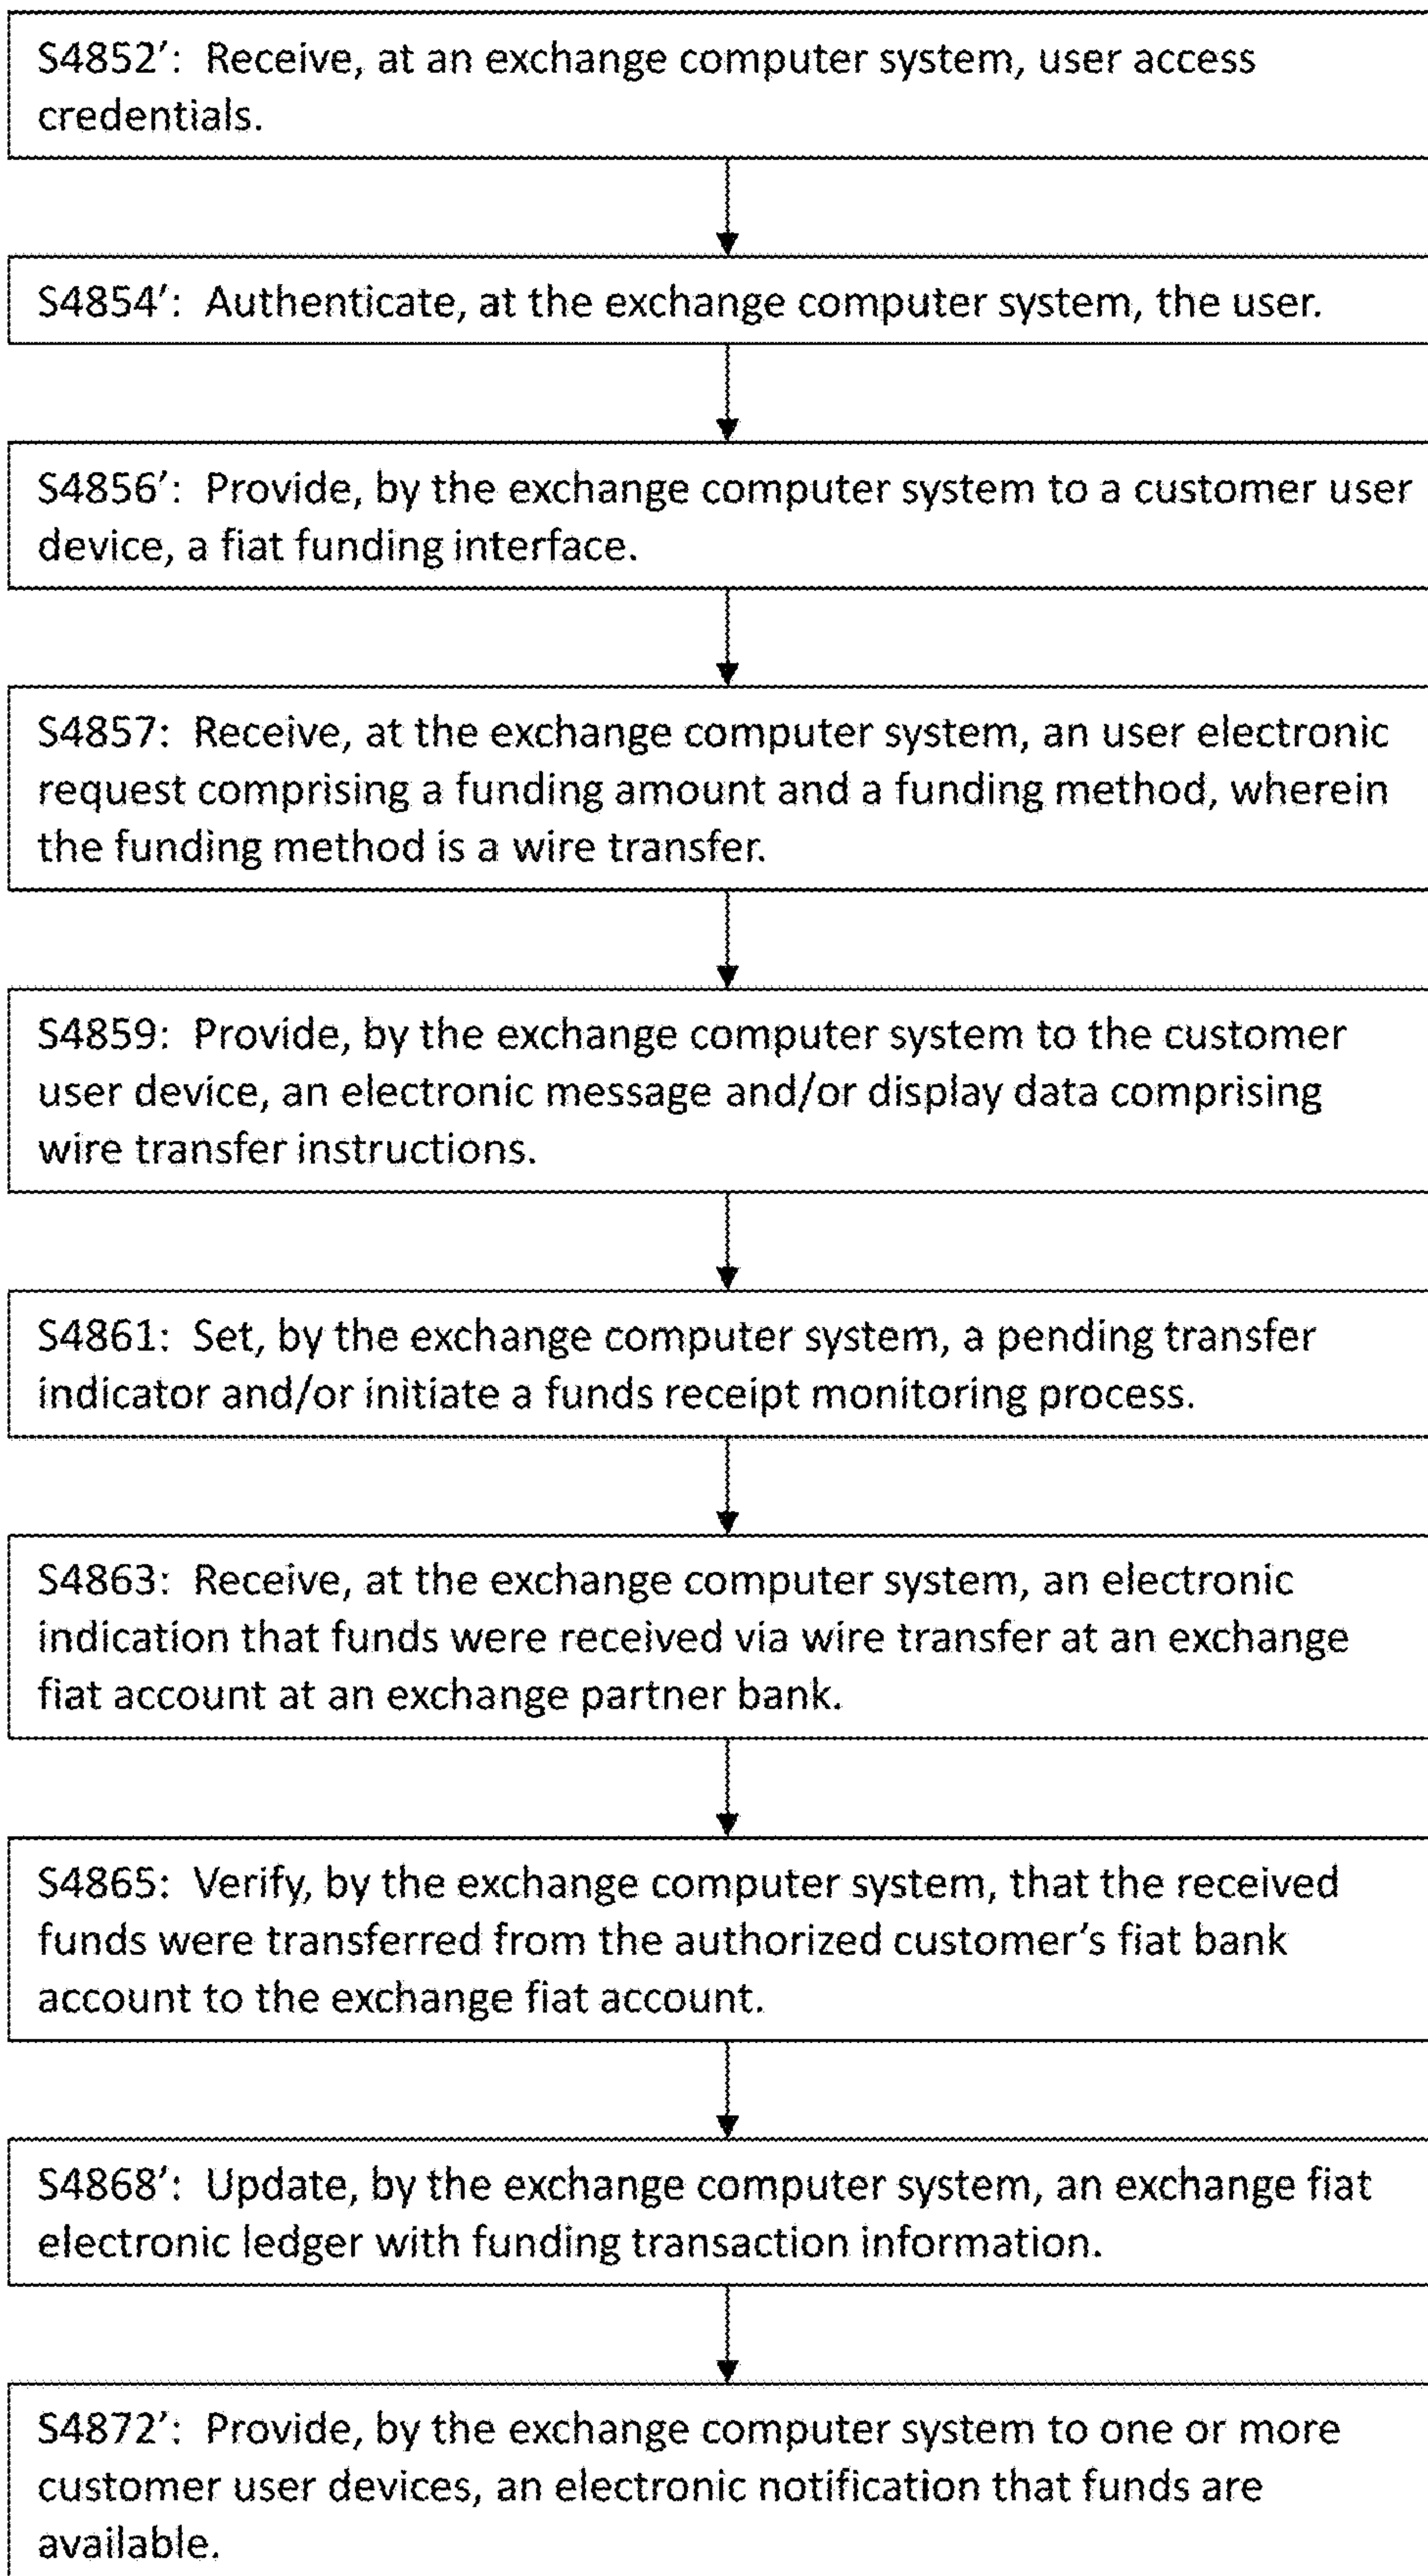 S4852′: Receive, at an exchange computer system, user access
credentials.
S4854′: Authenticate, at the exchange computer system, the user.
S4856′: Provide, by the exchange computer system to a customer user
device, a fiat funding interface.
S4857: Receive, at the exchange computer system, an user electronic
request comprising a funding amount and a funding method, wherein
the funding method is a wire transfer.
S4859: Provide, by the exchange computer system to the customer
user device, an electronic message and/or display data comprising
wire transfer instructions.
S4861: Set, by the exchange computer system, a pending transfer
indicator and/or initiate a funds receipt monitoring process.
S4863: Receive, at the exchange computer system, an electronic
indication that funds were received via wire transfer at an exchange
fiat account at an exchange partner bank.
S4865: Verify, by the exchange computer system, that the received
funds were transferred from the authorized customer’s fiat bank
account to the exchange fiat account.
S4868′: Update, by the exchange computer system, an exchange fiat
electronic ledger with funding transaction information.
S4872′: Provide, by the exchange computer system to one or more
customer user devices, an electronic notification that funds are
available.